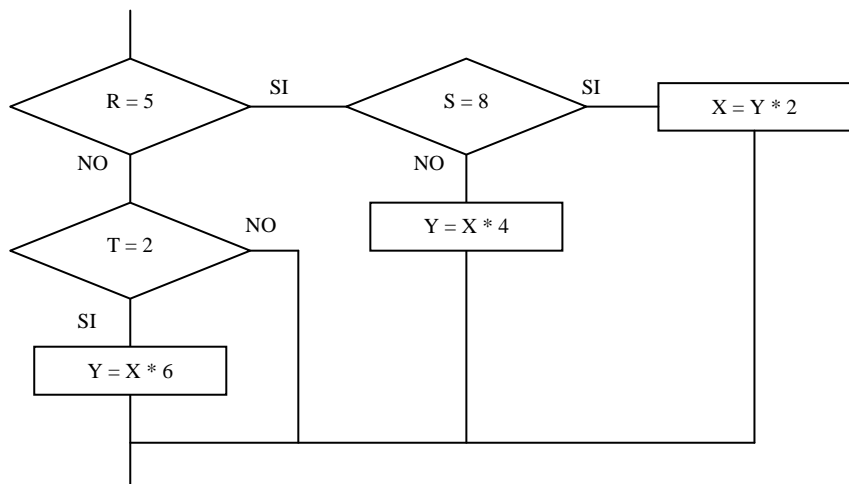 R = 5
SI
S = 8
SI
X = Y * 2
NO
NO
Y = X * 4
T = 2
NO
SI
Y = X * 6